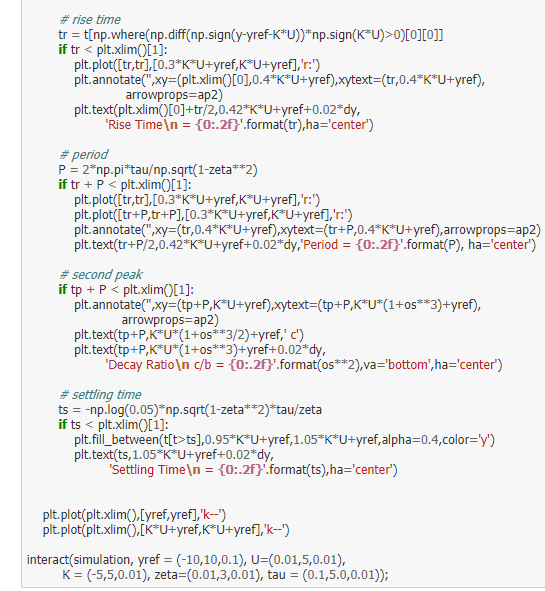 # rise time
tr = t[np.where(np.diff(np.sign(y-yref-K*U))*np.sign(K*U)>0)[0][0]]
if tr < plt.xlim()[1]:
plt.plot([tr,tr],[0.3*K*U+yref,K*U+yref],'r:')
plt.annotate('',xy=(plt.xlim()[0],0.4*K*U+yref),xytext=(tr,0.4*K*U+yref),
arrowprops=ap2)
plt.text(plt.xlim()[0]+tr/2,0.42*K*U+yref+0.02*dy,
'Rise Time\n = {0:.2f}'.format(tr),ha='center')
# period
P = 2*np.pi*tau/np.sqrt(1-zeta**2)
if tr + P < plt.xlim()[1]:
plt.plot([tr,tr],[0.3*K*U+yref,K*U+yref],'r:')
plt.plot([tr+P,tr+P],[0.3*K*U+yref,K*U+yref],'r:')
plt.annotate('',xy=(tr,0.4*K*U+yref),xytext=(tr+P,0.4*K*U+yref),arrowprops=ap2)
plt.text(tr+P/2,0.42*K*U+yref+0.02*dy,'Period = {0:.2f}'.format(P), ha='center')
# second peak
if tp + P < plt.xlim()[1]:
plt.annotate('',xy=(tp+P,K*U+yref),xytext=(tp+P,K*U*(1+os**3)+yref),
arrowprops=ap2)
plt.text(tp+P,K*U*(1+os**3/2)+yref,' c')
plt.text(tp+P,K*U*(1+os**3)+yref+0.02*dy,
'Decay Ratio\n c/b = {0:.2f}'.format(os**2),va='bottom',ha='center')
# settling time
ts = -np.log(0.05)*np.sqrt(1-zeta**2)*tau/zeta
if ts < plt.xlim()[1]:
plt.fill_between(t[t>ts],0.95*K*U+yref,1.05*K*U+yref,alpha=0.4,color='y')
plt.text(ts,1.05*K*U+yref+0.02*dy,
'Settling Time\n = {0:.2f}'.format(ts),ha='center')
plt.plot(plt.xlim(),[yref,yref],'k--')
plt.plot(plt.xlim(),[K*U+yref,K*U+yref],'k--')
interact(simulation, yref = (-10,10,0.1), U=(0.01,5,0.01),
K = (-5,5,0.01), zeta=(0.01,3,0.01), tau = (0.1,5.0,0.01));